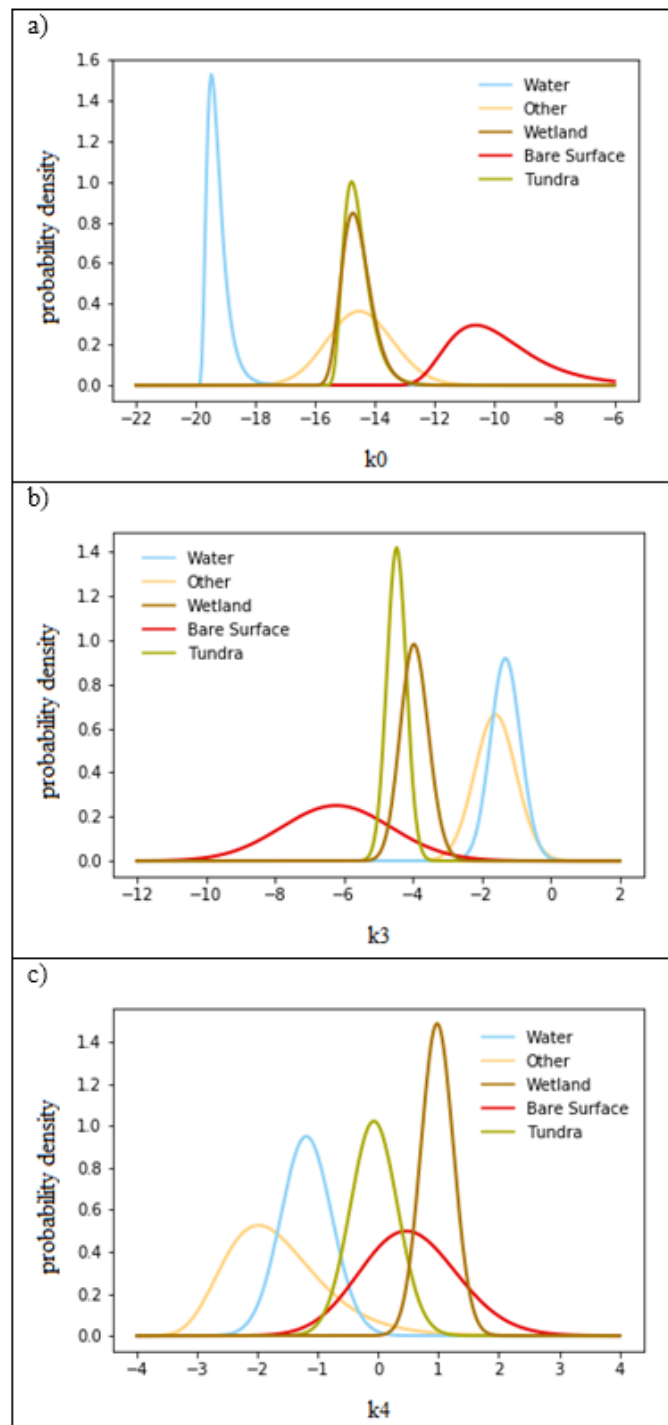 a)
1.6
1.4
1.2
1.0
0.8
0.6
0.4
0.2
0.0
probability density
Water
Other
Wetland
Bare Surface
Tundra
−22 −20 −18 −16 −14 −12 −10 −8 −6
k0
b)
1.4
1.2
1.0
0.8
0.6
0.4
0.2
0.0
probability density
Water
Other
Wetland
Bare Surface
Tundra
−12 −10 −8 −6 −4 −2 0 2
k3
c)
1.4
1.2
1.0
0.8
0.6
0.4
0.2
0.0
probability density
Water
Other
Wetland
Bare Surface
Tundra
−4 −3 −2 −1 0 1 2 3 4
k4